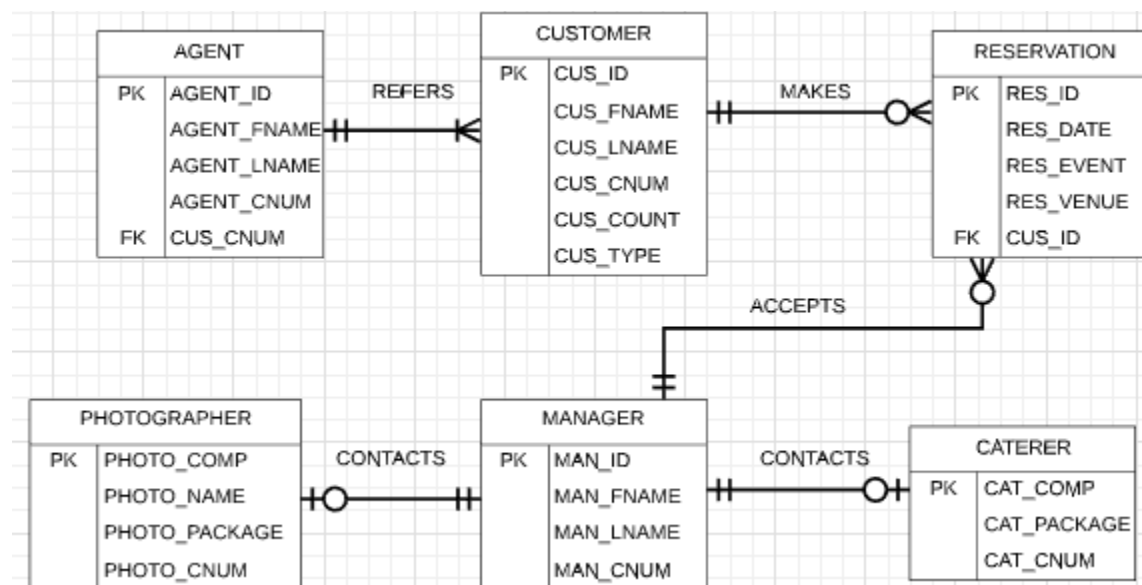 AGENT
PK AGENT_ID
AGENT_FNAME
AGENT_LNAME
AGENT_CNUM
FK CUS_CNUM
REFERS
CUSTOMER
PK CUS_ID
CUS_FNAME
CUS_LNAME
CUS_CNUM
CUS_COUNT
CUS_TYPE
MAKES
RESERVATION
PK RES_ID
RES_DATE
RES_EVENT
RES_VENUE
FK CUS_ID
ACCEPTS
PHOTOGRAPHER
PK PHOTO_COMP
PHOTO_NAME
PHOTO_PACKAGE
PHOTO_CNUM
CONTACTS
MANAGER
PK MAN_ID
MAN_FNAME
MAN_LNAME
MAN_CNUM
CONTACTS
CATERER
PK CAT_COMP
CAT_PACKAGE
CAT_CNUM